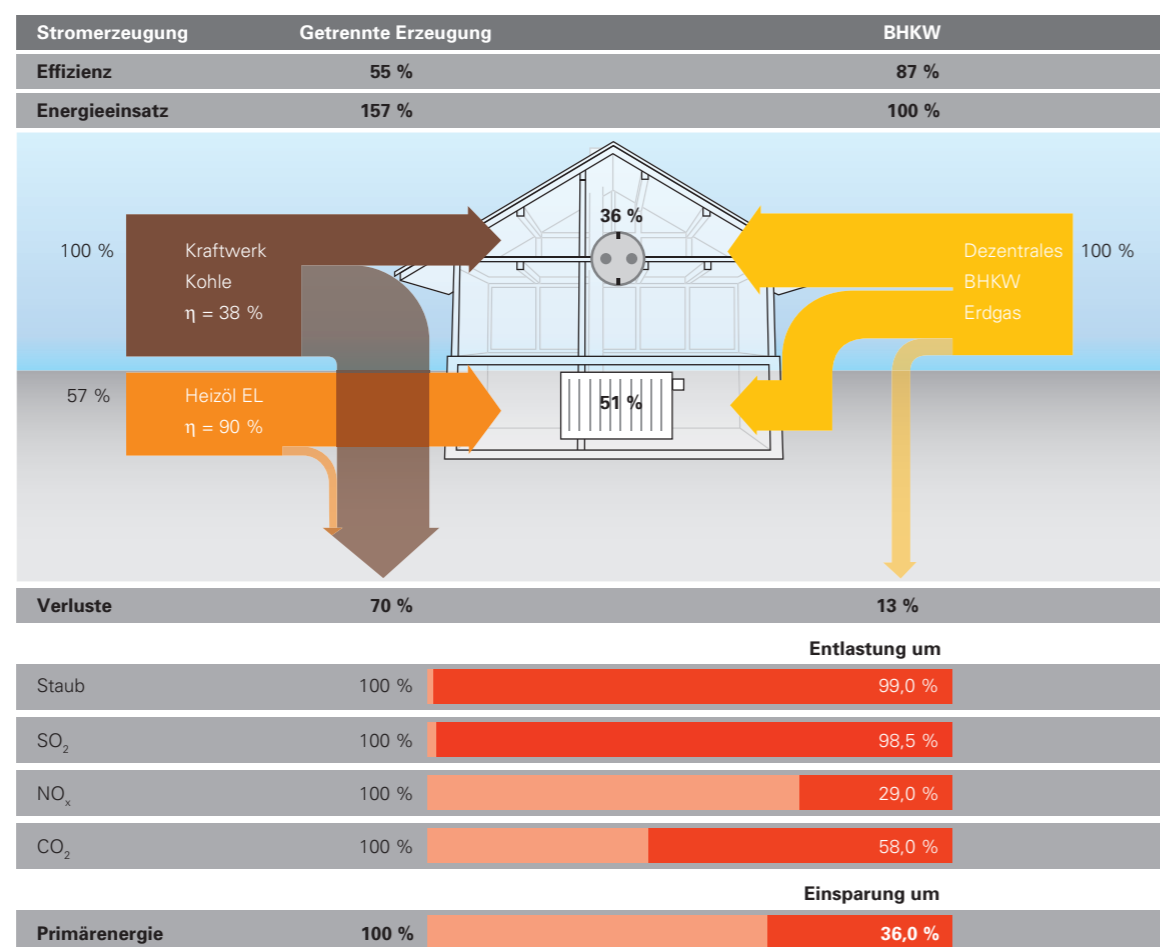 Stromerzeugung Getrennte Erzeugung BHKW
Effizienz 55 % 87 %
Energieeinsatz 157 % 100 %
36 %
100 % Kraftwerk Dezentrales 100 %
Kohle BHKW
η = 38 % Erdgas
57 % Heizöl EL
η = 90 %
51 %
Verluste 70 % 13 %
Entlastung um
Staub 100 % 99,0 %
SO₂ 100 % 98,5 %
NOₓ 100 % 29,0 %
CO₂ 100 % 58,0 %
Einsparung um
Primärenergie 100 % 36,0 %